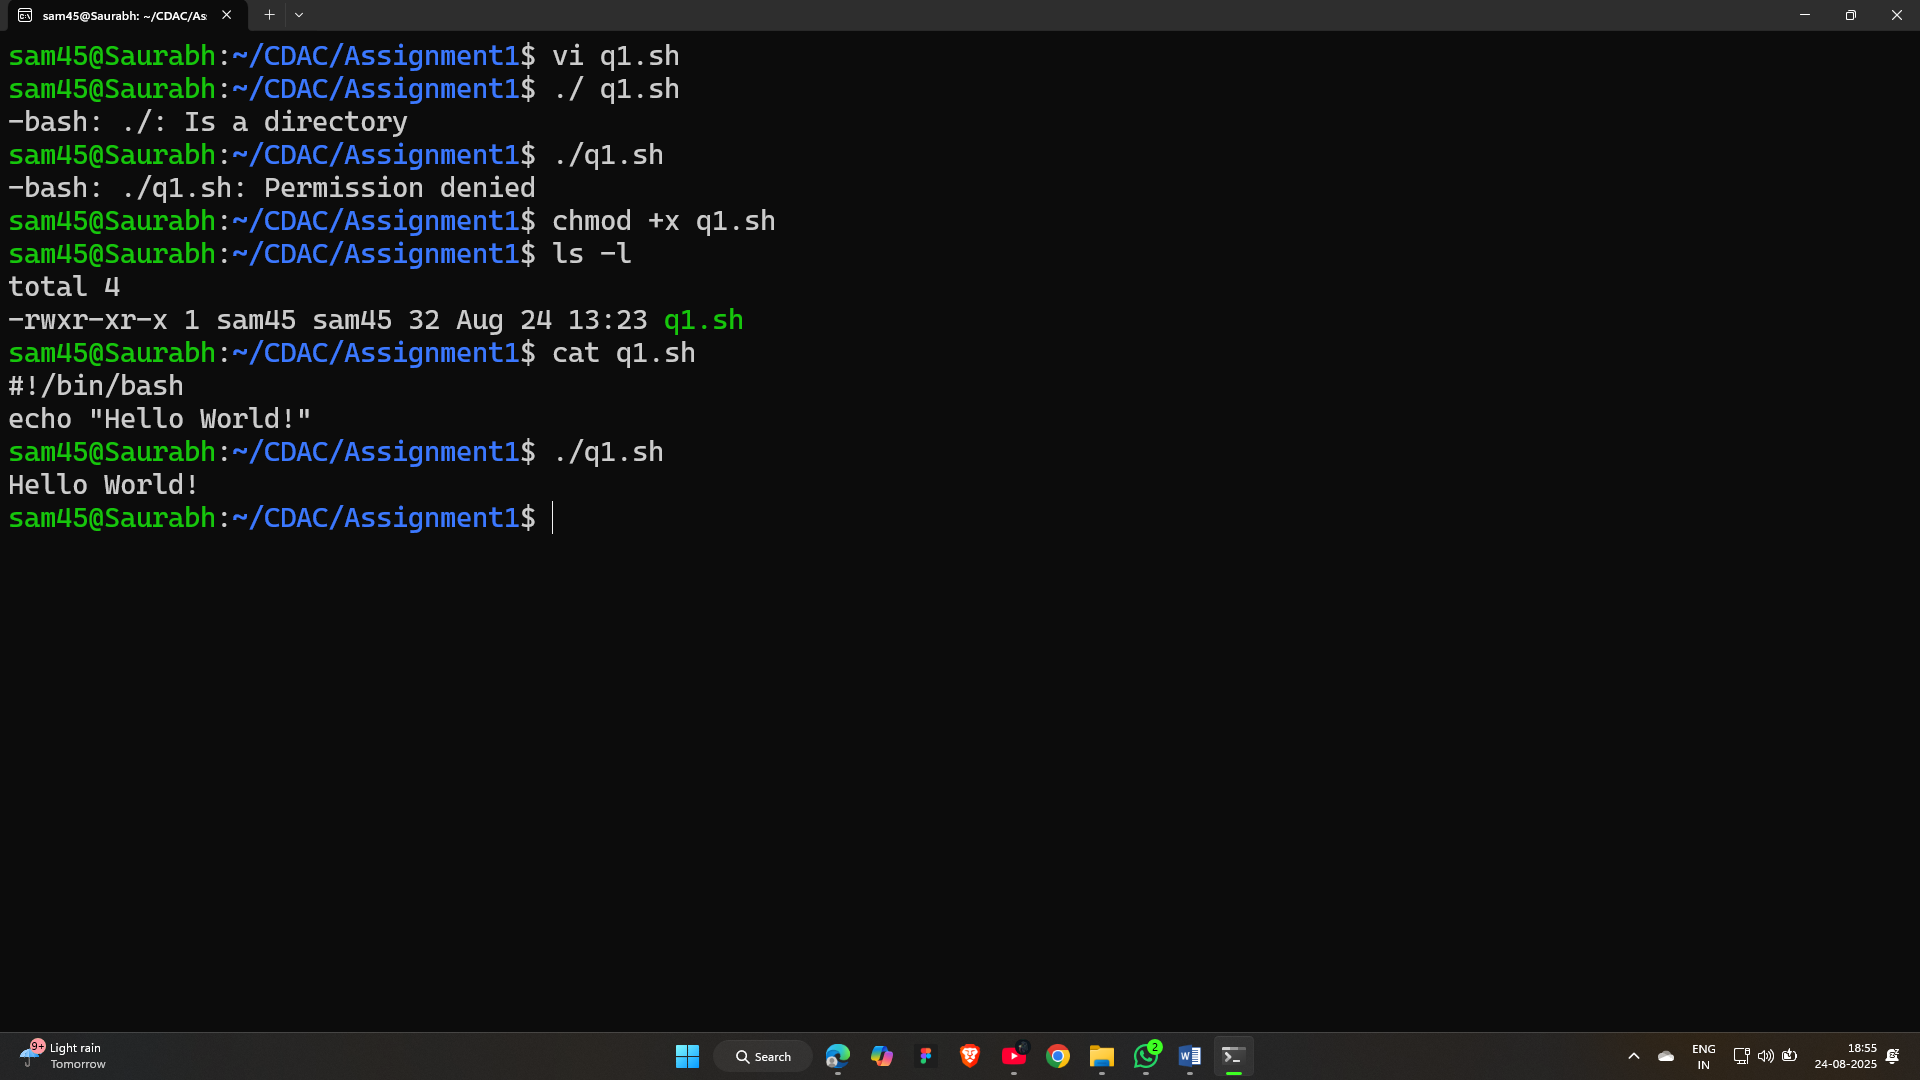 sam45@Saurabh: ~/CDAC/As
sam45@Saurabh:~/CDAC/Assignment1$ vi q1.sh
sam45@Saurabh:~/CDAC/Assignment1$ ./ q1.sh
-bash: ./: Is a directory
sam45@Saurabh:~/CDAC/Assignment1$ ./q1.sh
-bash: ./q1.sh: Permission denied
sam45@Saurabh:~/CDAC/Assignment1$ chmod +x q1.sh
sam45@Saurabh:~/CDAC/Assignment1$ ls -l
total 4
-rwxr-xr-x 1 sam45 sam45 32 Aug 24 13:23 q1.sh
sam45@Saurabh:~/CDAC/Assignment1$ cat q1.sh
#!/bin/bash
echo "Hello World!"
sam45@Saurabh:~/CDAC/Assignment1$ ./q1.sh
Hello World!
sam45@Saurabh:~/CDAC/Assignment1$
9+
Light rain
Tomorrow
Search
2
ENG
IN
18:55
24-08-2025